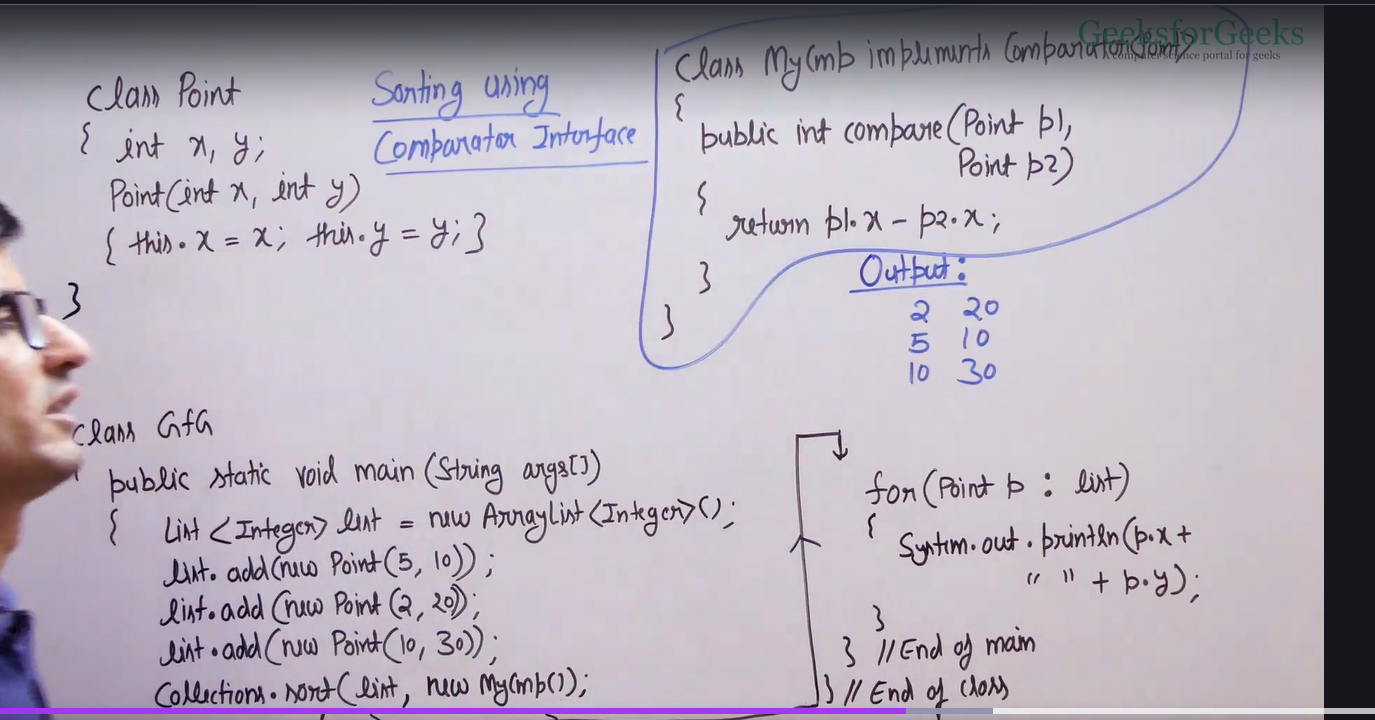 GeeksforGeeks
A computer science portal for geeks
class Point
{ int x, y;
Point(int x, int y)
{ this.x = x; this.y = y; }
}
Sorting using
Comparator Interface
class MyCmp implements Comparator<Point>
{
public int compare(Point p1,
Point p2)
{
return p1.x - p2.x;
}
}
Output:
2 20
5 10
10 30
class GfG
public static void main (String args[])
{ List <Integer> list = new ArrayList <Integer>();
list.add(new Point(5, 10));
list.add(new Point (2, 20));
list.add(new Point(10, 30));
Collections.sort(list, new MyCmp());
for(Point p : list)
{
System.out.println(p.x +
" " + p.y);
}
} // End of main
} // End of class